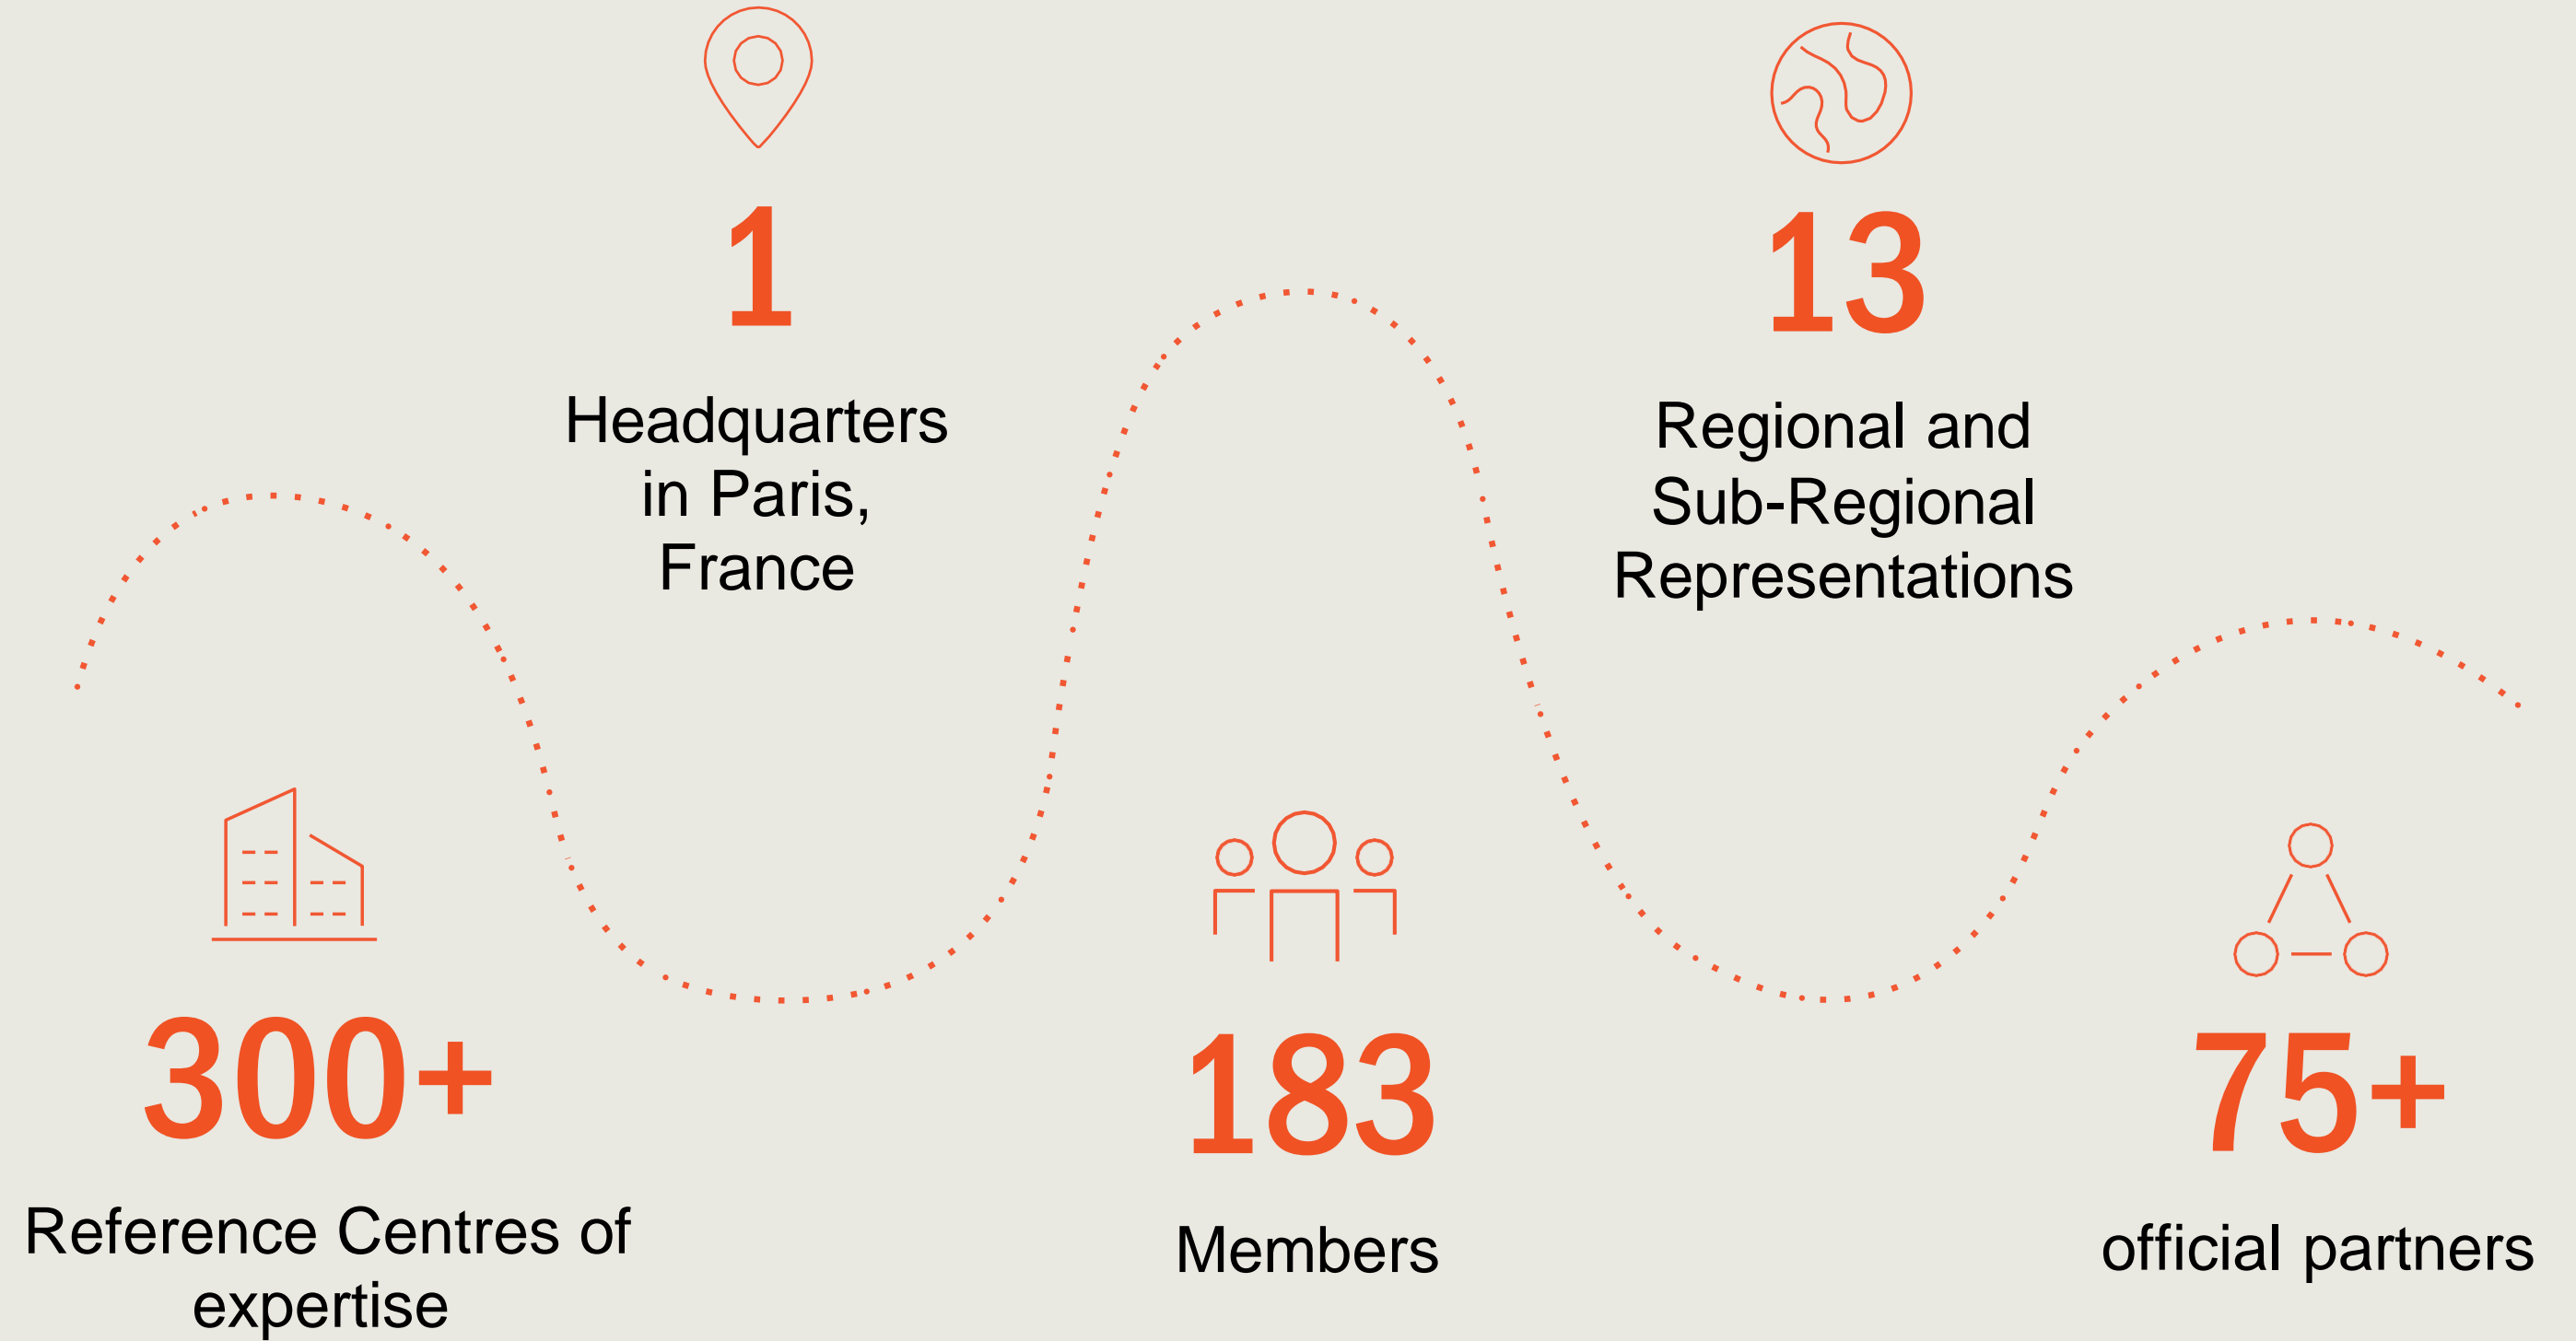 1
Headquarters
in Paris,
France
13
Regional and
Sub-Regional
Representations
300+
Reference Centres of
expertise
183
Members
75+
official partners